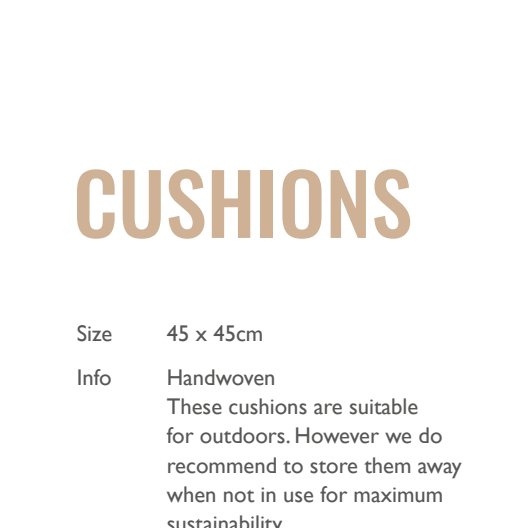 CUSHIONS
Size 45 x 45cm
Info Handwoven
These cushions are suitable
for outdoors. However we do
recommend to store them away
when not in use for maximum
sustainability.